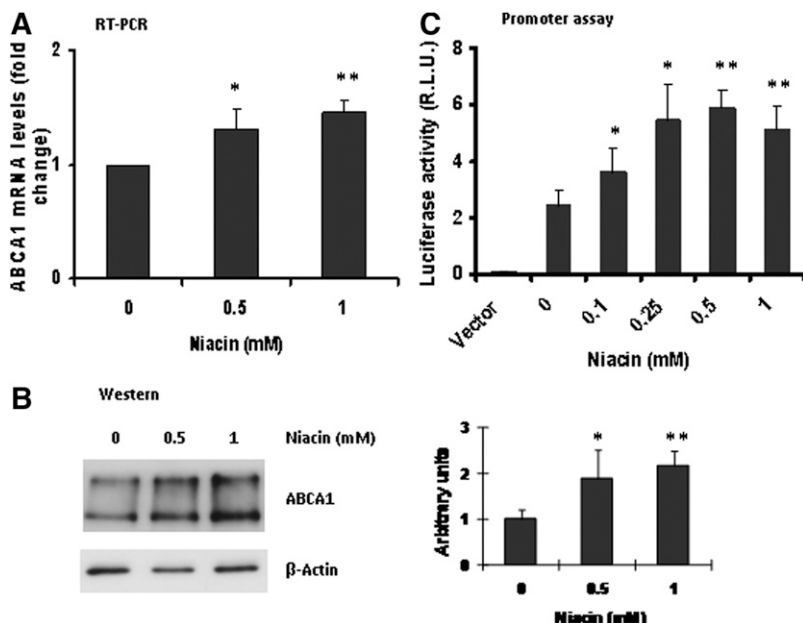 A
RT-PCR
ABCA1 mRNA levels (fold
change)
2
1
0
*
**
0 0.5 1
Niacin (mM)
C
Promoter assay
Luciferase activity (R.L.U.)
8
6
4
2
0
*
*
**
**
Vector 0 0.1 0.25 0.5 1
Niacin (mM)
B
Western
0 0.5 1 Niacin (mM)
ABCA1
β-Actin
Arbitrary units
3
2
1
0
*
**
0 0.5 1
Niacin (mM)